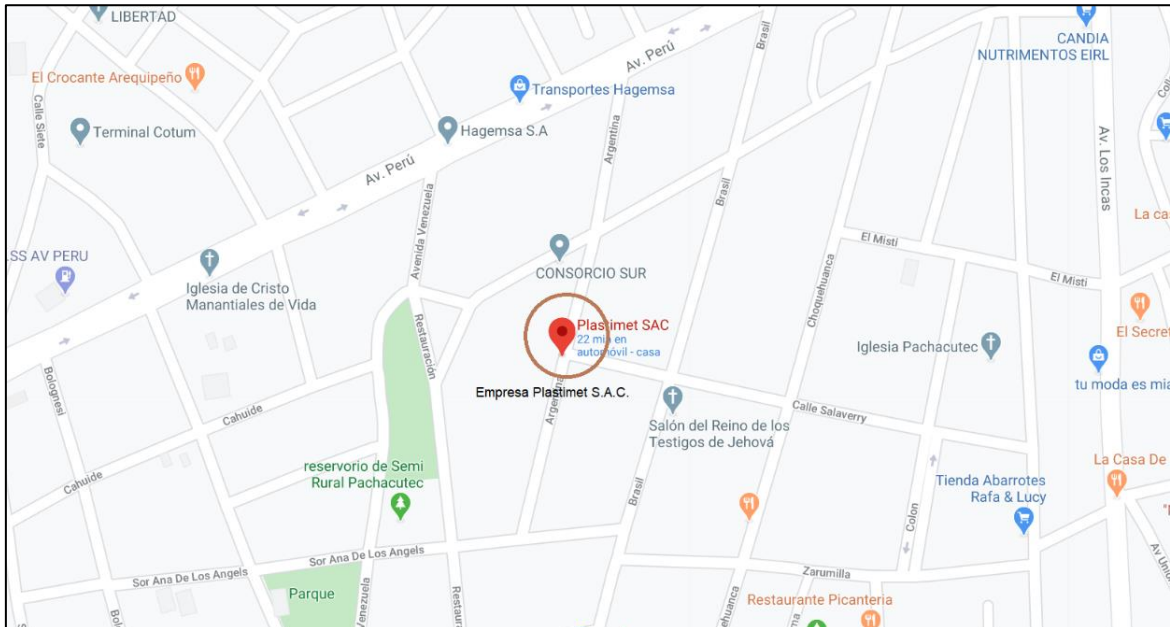 LIBERTAD
CANDIA
NUTRIMENTOS EIRL
El Crocante Arequipeño
Av. Perú
Brasil
Transportes Hagemsa
Calle Siete
Terminal Cotum
Hagemsa S.A
Argentina
Av. Los Incas
Av. Perú
Brasil
La ca
Avenida Venezuela
El Misti
.SS AV PERU
Iglesia de Cristo
Manantiales de Vida
CONSORCIO SUR
El Misti
Choquehuanca
Restauración
Plastimet SAC
22 min en
automóvil - casa
El Secret
Iglesia Pachacutec
Bolognesi
Empresa Plastimet S.A.C.
tu moda es mia
Argentina
Cahuide
Calle Salaverry
Salón del Reino de los
Testigos de Jehová
Cahuide
reservorio de Semi
Rural Pachacutec
La Casa De
Brasil
Tienda Abarrotes
Rafa & Lucy
Colon
Sor Ana De Los Angels
Sor Ana De Los Angels
Zarumilla
Parque
Venezuela
Restaura
Restaurante Picanteria